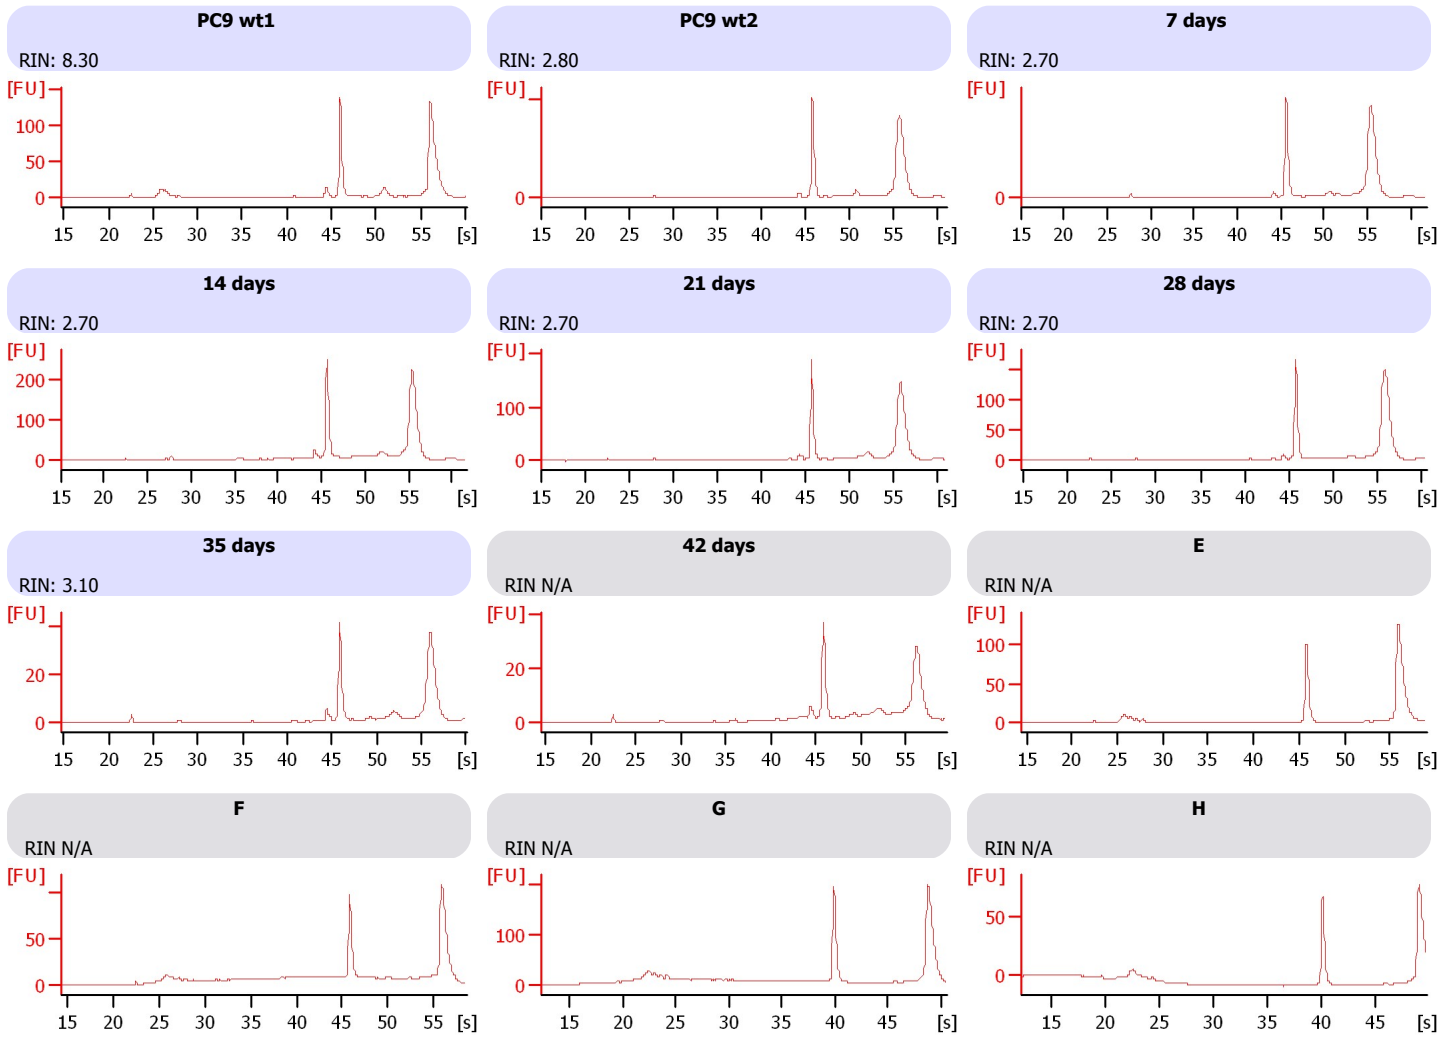 PC9 wt1
RIN: 8.30
[FU]
100
50
0
15 20 25 30 35 40 45 50 55 [s]
PC9 wt2
RIN: 2.80
[FU]
0
15 20 25 30 35 40 45 50 55 [s]
7 days
RIN: 2.70
[FU]
0
15 20 25 30 35 40 45 50 55 [s]
14 days
RIN: 2.70
[FU]
200
100
0
15 20 25 30 35 40 45 50 55 [s]
21 days
RIN: 2.70
[FU]
100
0
15 20 25 30 35 40 45 50 55 [s]
28 days
RIN: 2.70
[FU]
100
50
0
15 20 25 30 35 40 45 50 55 [s]
35 days
RIN: 3.10
[FU]
20
0
15 20 25 30 35 40 45 50 55 [s]
42 days
RIN N/A
[FU]
20
0
15 20 25 30 35 40 45 50 55 [s]
E
RIN N/A
[FU]
100
50
0
15 20 25 30 35 40 45 50 55 [s]
F
RIN N/A
[FU]
50
0
15 20 25 30 35 40 45 50 55 [s]
G
RIN N/A
[FU]
100
0
15 20 25 30 35 40 45 50 [s]
H
RIN N/A
[FU]
50
0
15 20 25 30 35 40 45 [s]